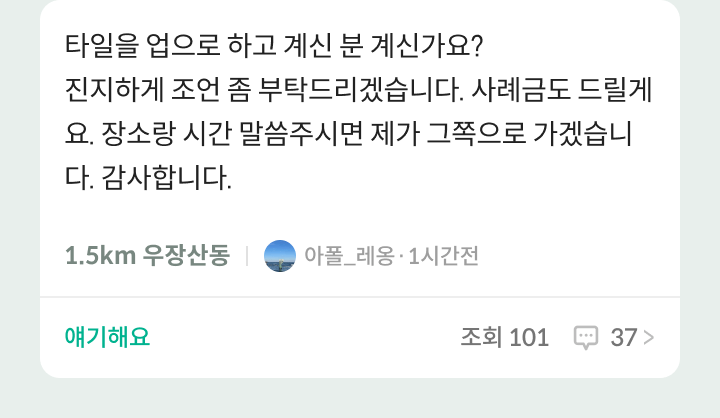 타일을 업으로 하고 계신 분 계신가요?
진지하게 조언 좀 부탁드리겠습니다. 사례금도 드릴게
요. 장소랑 시간 말씀주시면 제가 그쪽으로 가겠습니
다. 감사합니다.
1.5km 우장산동 | 아폴_레옹 · 1시간전
얘기해요 조회 101 37 >